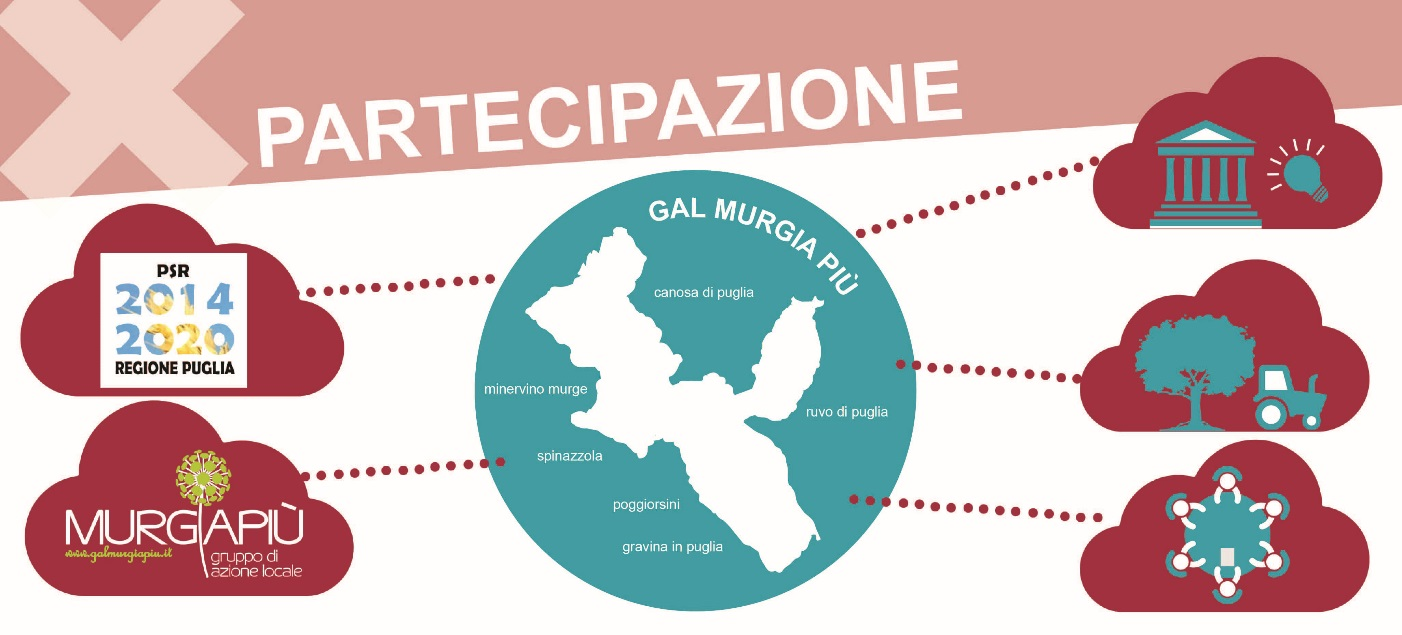 PARTECIPAZIONE
GAL MURGIA PIÙ
PSR
2014
2020
REGIONE PUGLIA
canosa di puglia
minervino murge
ruvo di puglia
spinazzola
poggiorsini
gravina in puglia
MURGIAPIÙ
www.galmurgiapiu.it
gruppo di
azione locale